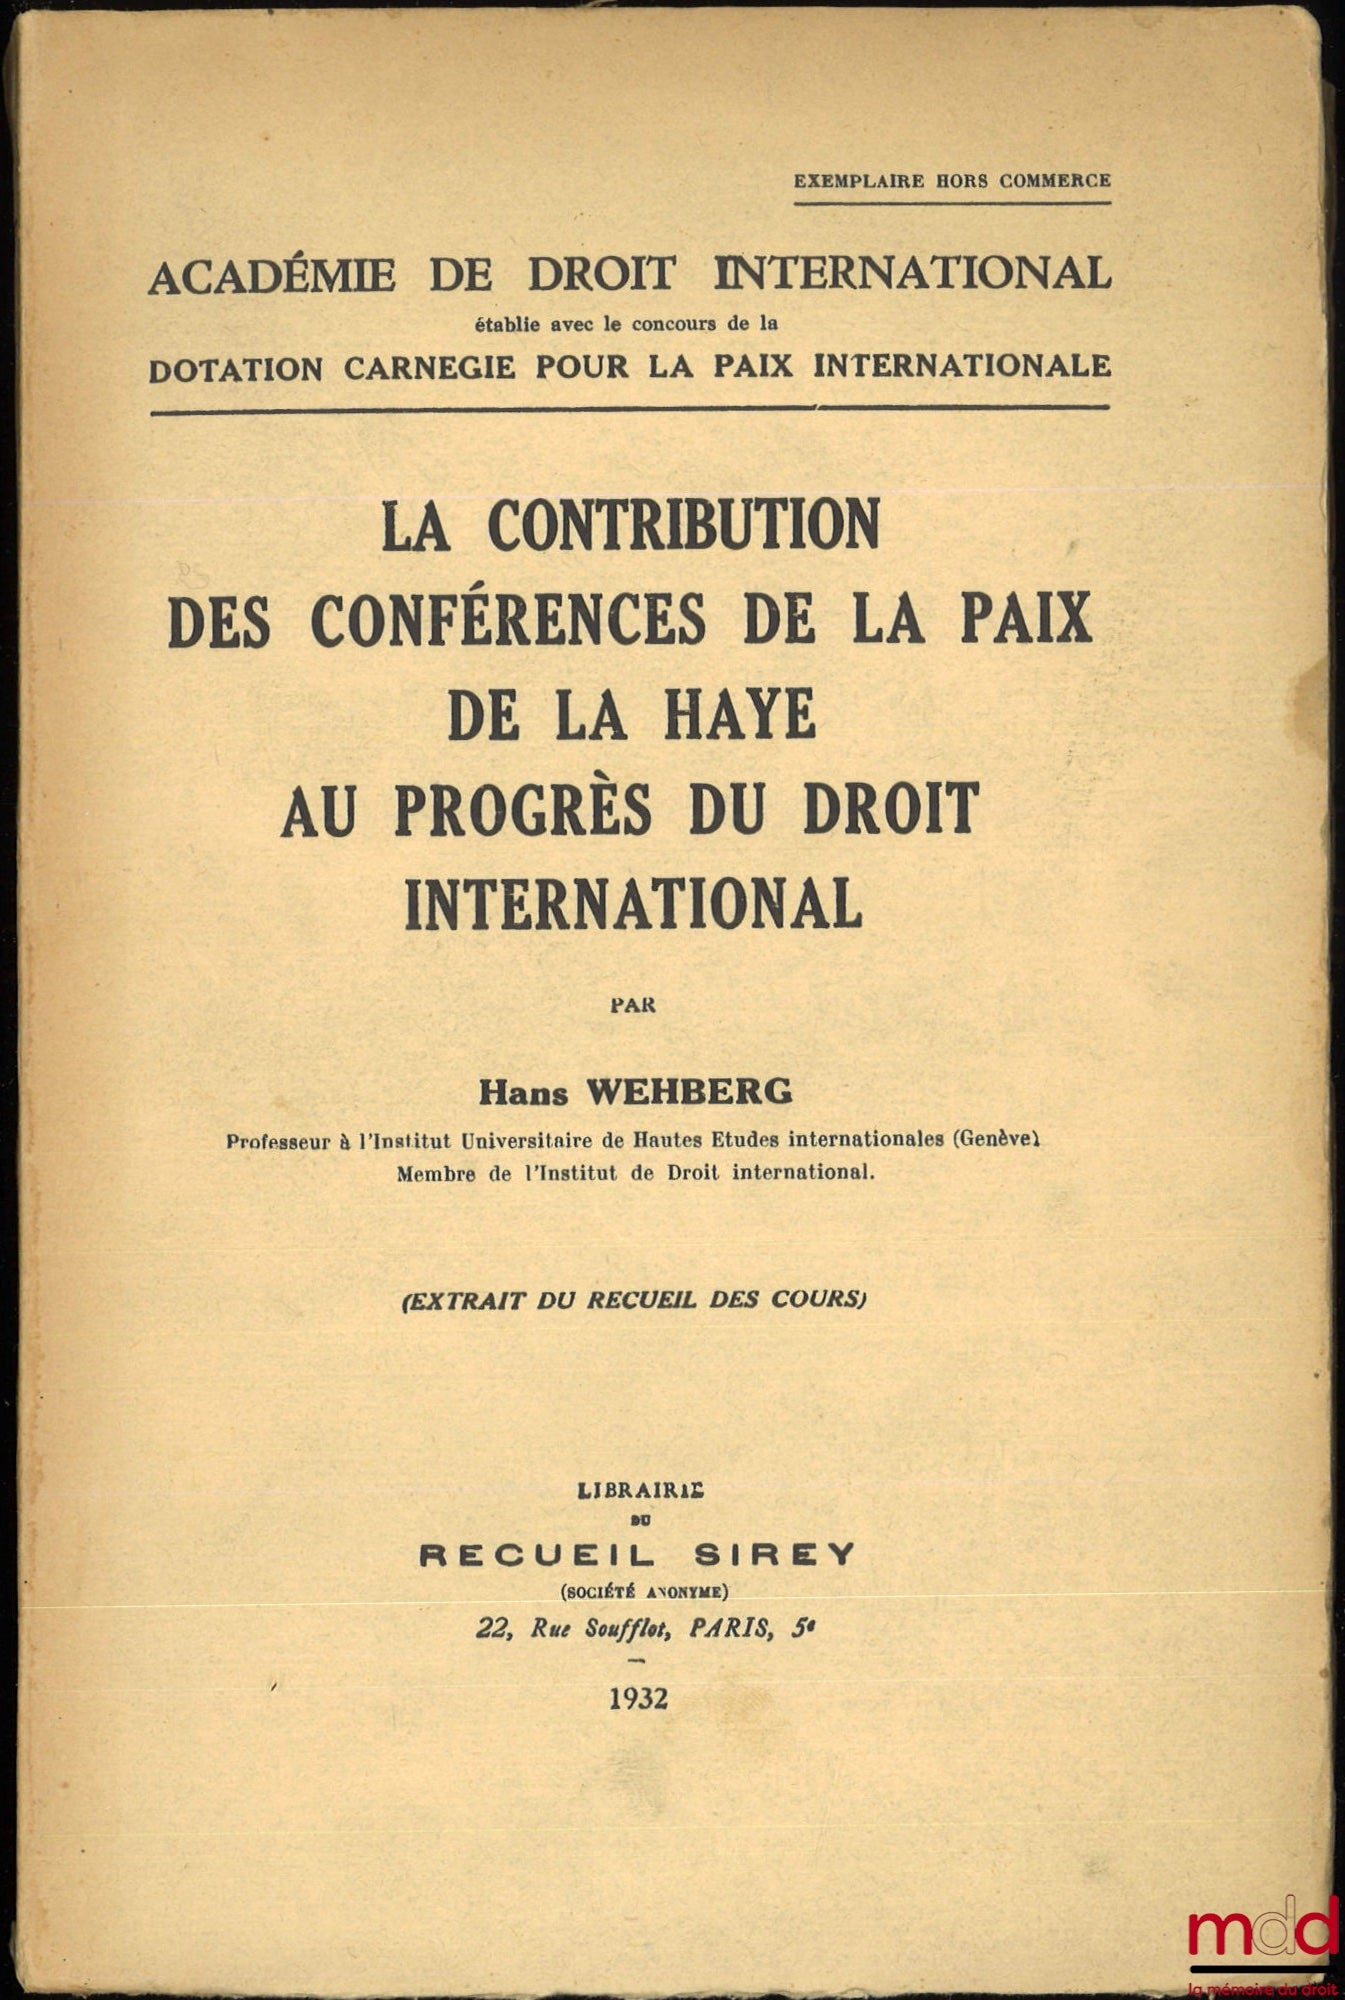 EXEMPLAIRE HORS COMMERCE
ACADÉMIE DE DROIT INTERNATIONAL
établie avec le concours de la
DOTATION CARNEGIE POUR LA PAIX INTERNATIONALE
LA CONTRIBUTION
DES CONFÉRENCES DE LA PAIX
DE LA HAYE
AU PROGRÈS DU DROIT
INTERNATIONAL
PAR
Hans WEHBERG
Professeur à l'Institut Universitaire de Hautes Etudes internationales (Genève)
Membre de l'Institut de Droit international.
(EXTRAIT DU RECUEIL DES COURS)
LIBRAIRIE
DU
RECUEIL SIREY
(SOCIÉTÉ ANONYME)
22, Rue Soufflot, PARIS, 5e
1932
mdd
la mémoire du droit